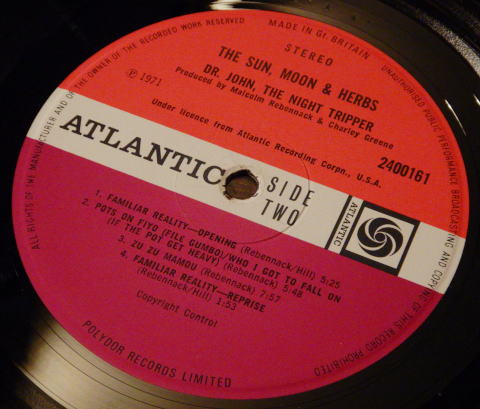 ALL RIGHTS OF THE MANUFACTURER AND OF THE OWNER OF THE RECORDED WORK RESERVED
MADE IN Gt. BRITAIN
UNAUTHORISED PUBLIC PERFORMANCE BROADCASTING AND COPYING OF THIS RECORD PROHIBITED
STEREO
℗ 1971
THE SUN, MOON & HERBS
DR. JOHN, THE NIGHT TRIPPER
Produced by Malcolm Rebennack & Charley Greene
Under licence from Atlantic Recording Corpn., U.S.A.
2400161
ATLANTIC
SIDE
TWO
ATLANTIC
1. FAMILIAR REALITY—OPENING (Rebennack/Hill) 5:25
2. POTS ON FIYO (FILE GUMBO)/WHO I GOT TO FALL ON
(IF THE POT GET HEAVY) (Rebennack) 5:48
3. ZU ZU MAMOU (Rebennack) 7:57
4. FAMILIAR REALITY—REPRISE
(Rebennack/Hill) 1:53
Copyright Control
POLYDOR RECORDS LIMITED